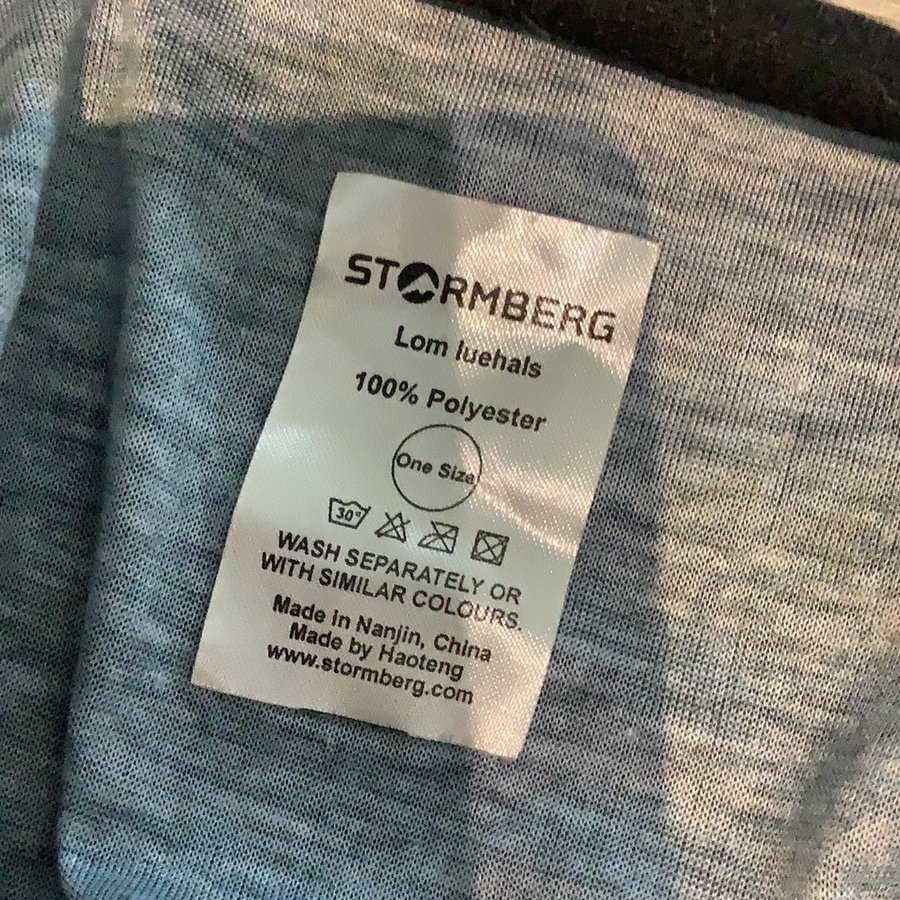 STORMBERG
Lom luehals
100% Polyester
One Size
30°
WASH SEPARATELY OR
WITH SIMILAR COLOURS.
Made in Nanjin, China
Made by Haoteng
www.stormberg.com